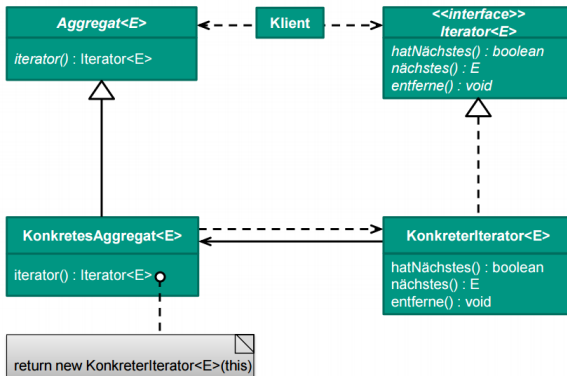 Aggregat<E>
iterator() : Iterator<E>
Klient
<<interface>>
Iterator<E>
hatNächstes() : boolean
nächstes() : E
entferne() : void
KonkretesAggregat<E>
iterator() : Iterator<E>
KonkreterIterator<E>
hatNächstes() : boolean
nächstes() : E
entferne() : void
return new KonkreterIterator<E>(this)